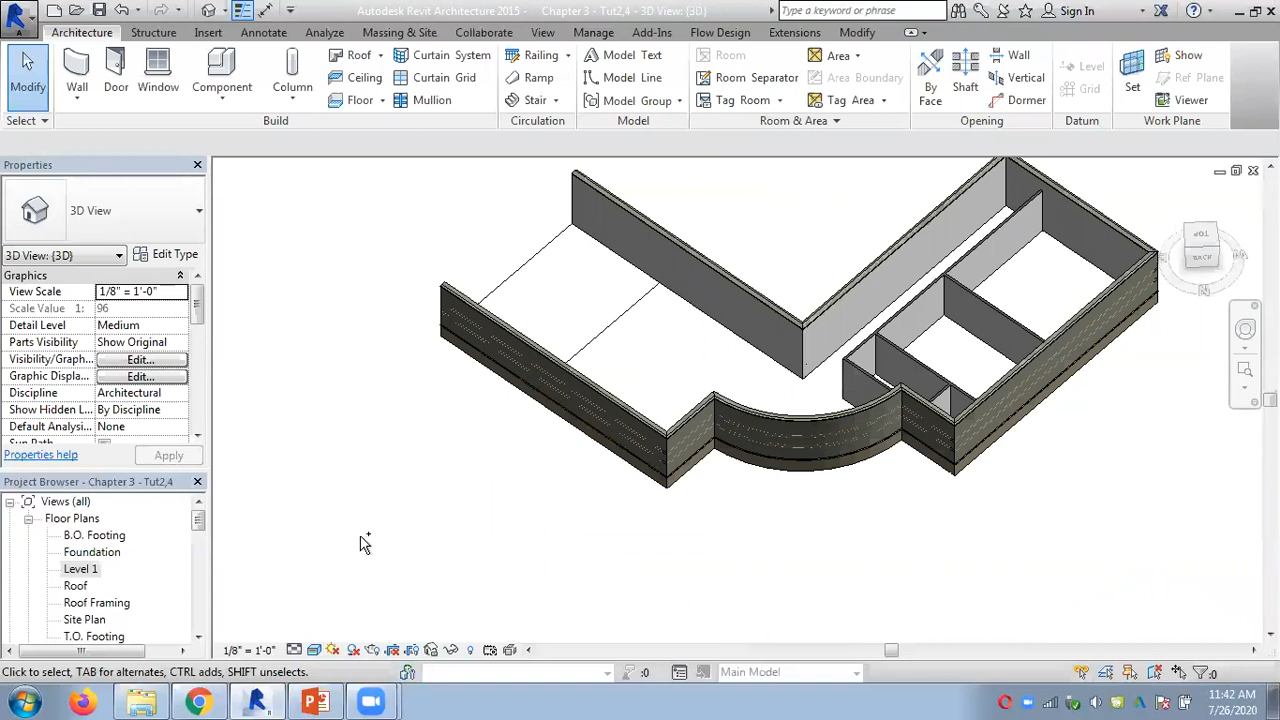 Autodesk Revit Architecture 2015 - Chapter 3 - Tut2,4 - 3D View: {3D}
Type a keyword or phrase
Sign In
Architecture Structure Insert Annotate Analyze Massing & Site Collaborate View Manage Add-Ins Flow Design Extensions Modify
Modify
Wall
Door
Window
Component
Column
Roof
Ceiling
Floor
Curtain System
Curtain Grid
Mullion
Railing
Ramp
Stair
Model Text
Model Line
Model Group
Room
Room Separator
Tag Room
Area
Area Boundary
Tag Area
By Face
Shaft
Wall
Vertical
Dormer
Level
Grid
Set
Show
Ref Plane
Viewer
Select
Build
Circulation
Model
Room & Area
Opening
Datum
Work Plane
Properties
3D View
3D View: {3D} Edit Type
Graphics
View Scale 1/8" = 1'-0"
Scale Value 1: 96
Detail Level Medium
Parts Visibility Show Original
Visibility/Graph... Edit...
Graphic Displa... Edit...
Discipline Architectural
Show Hidden L... By Discipline
Default Analysi... None
Sun Path
Properties help Apply
Project Browser - Chapter 3 - Tut2,4
Views (all)
Floor Plans
B.O. Footing
Foundation
Level 1
Roof
Roof Framing
Site Plan
T.O. Footing
TOP
BACK
1/8" = 1'-0"
Click to select, TAB for alternates, CTRL adds, SHIFT unselects.
:0
Main Model
:0
11:42 AM
7/26/2020